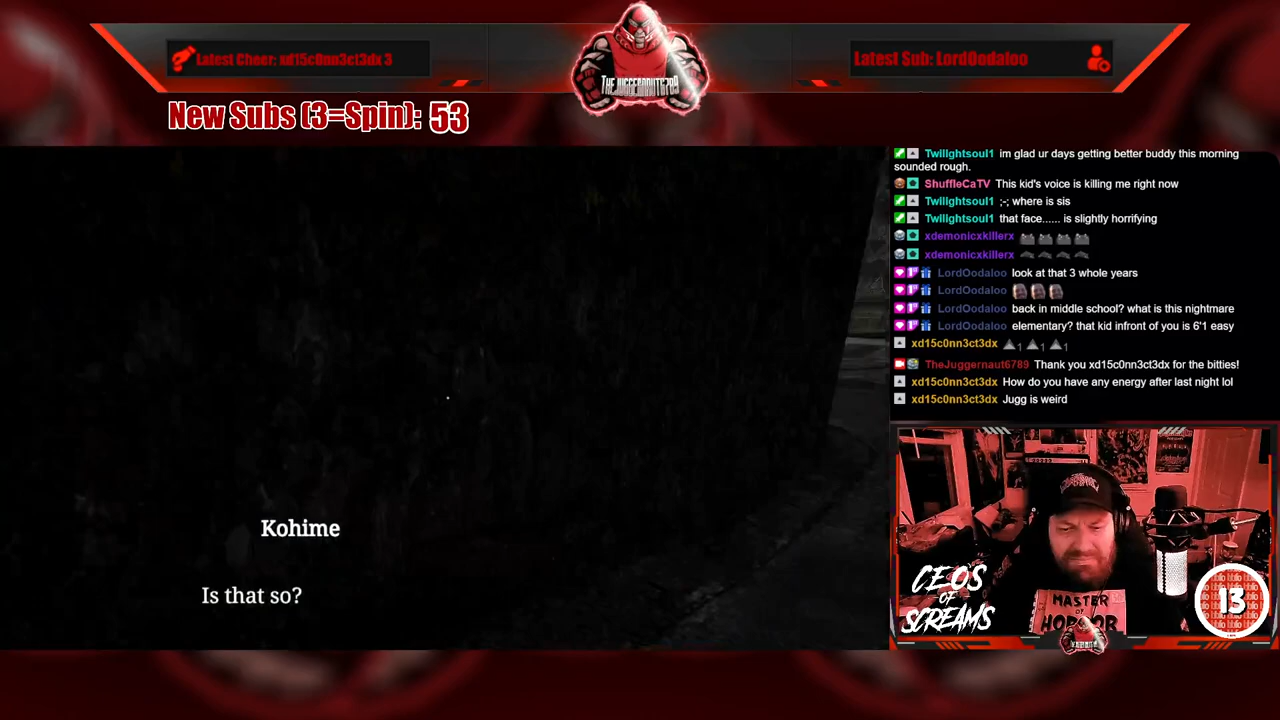 Latest Cheer; xd15c0nn3ct3dx 3
THEJUGGERNAUT6789
Latest Sub: LordOodaloo
New Subs (3=Spin): 53
Twilightsoul1 im glad ur days getting better buddy this morning
sounded rough.
ShuffleCaTV This kid's voice is killing me right now
Twilightsoul1 ;-; where is sis
Twilightsoul1 that face...... is slightly horrifying
xdemonicxkillerx
xdemonicxkillerx
LordOodaloo look at that 3 whole years
LordOodaloo
LordOodaloo back in middle school? what is this nightmare
LordOodaloo elementary? that kid infront of you is 6'1 easy
xd15c0nn3ct3dx 1 1 1
TheJuggernaut6789 Thank you xd15c0nn3ct3dx for the bitties!
xd15c0nn3ct3dx How do you have any energy after last night lol
xd15c0nn3ct3dx Jugg is weird
Kohime
Is that so?
CEOS
OF
SCREAMS
MASTER
OF
HORROR
13